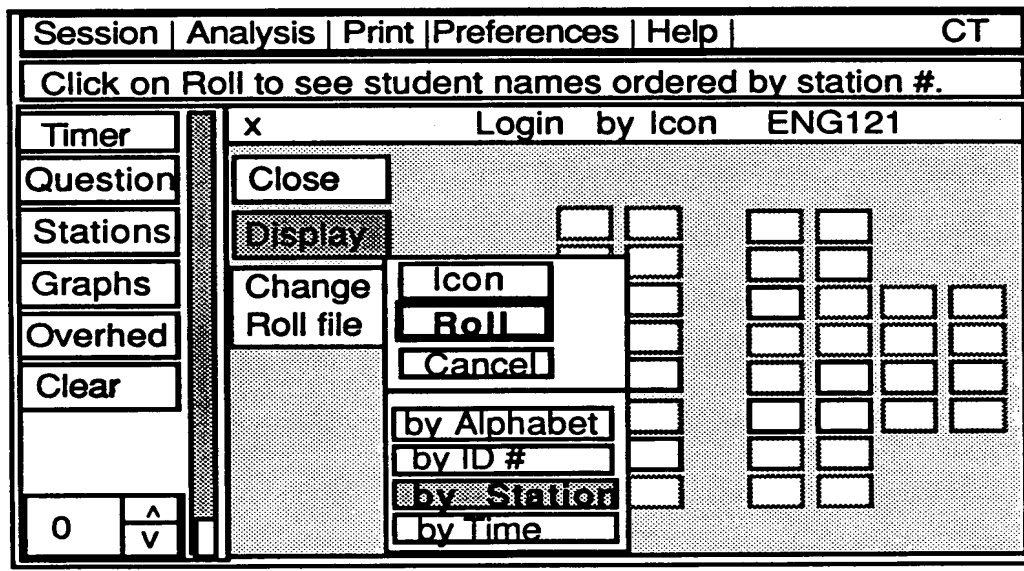 Session | Analysis | Print |Preferences | Help | CT
Click on Roll to see student names ordered by station #.
x Login by Icon ENG121
Timer
Question
Stations
Graphs
Overhed
Clear
0
^
v
Close
Display
Change
Roll file
Icon
Roll
Cancel
by Alphabet
by ID #
by Station
by Time